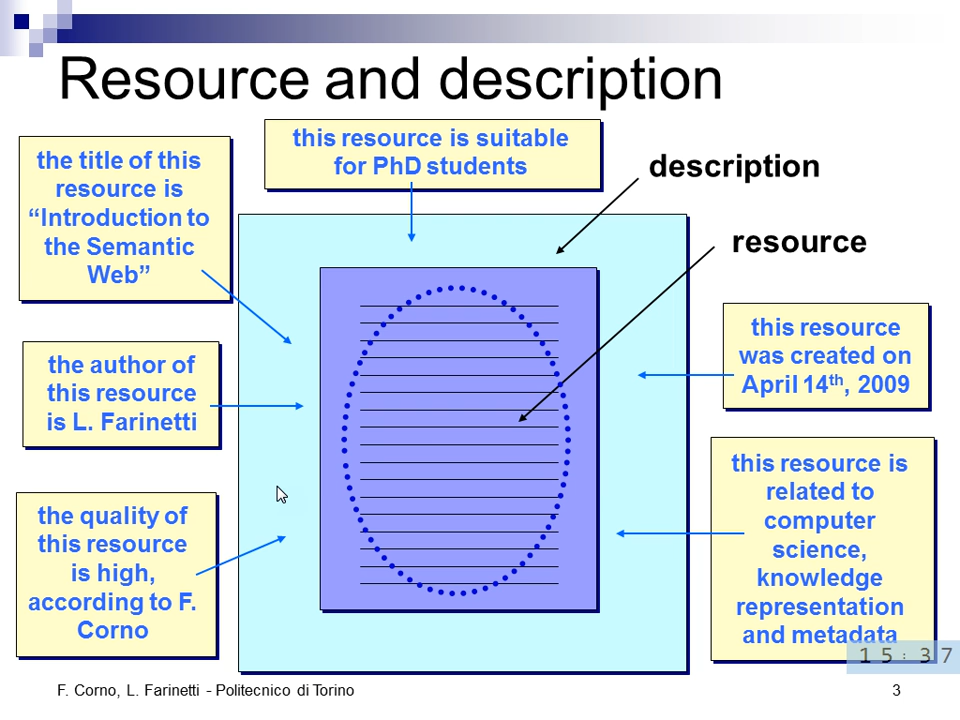 Resource and description
the title of this
resource is
“Introduction to
the Semantic
Web”
this resource is suitable
for PhD students
description
resource
the author of
this resource
is L. Farinetti
this resource
was created on
April 14th, 2009
the quality of
this resource
is high,
according to F.
Corno
this resource is
related to
computer
science,
knowledge
representation
and metadata
15:37
F. Corno, L. Farinetti - Politecnico di Torino
3